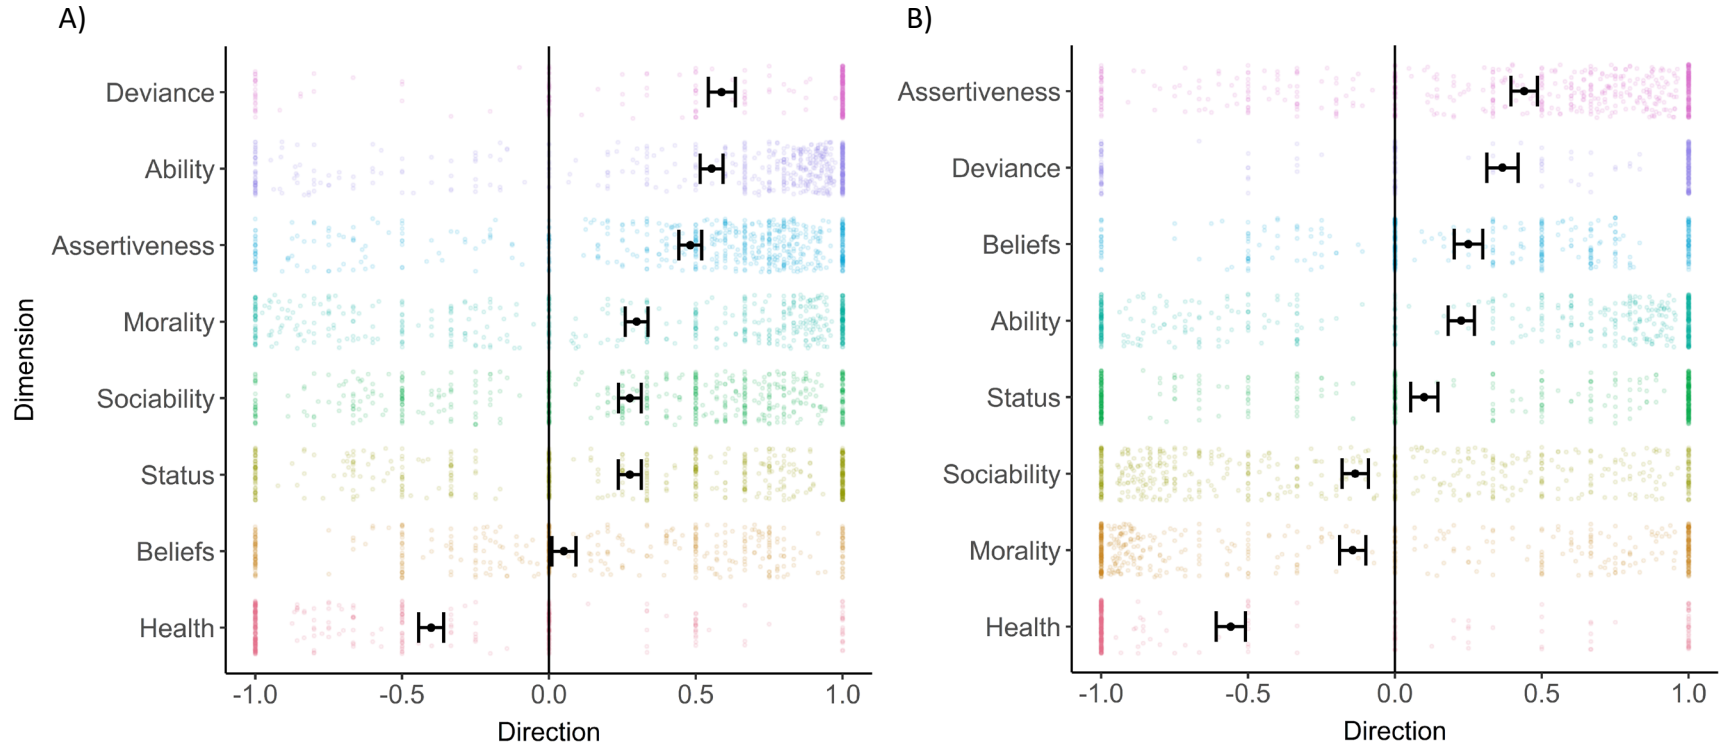 A)
Dimension
Deviance
Ability
Assertiveness
Morality
Sociability
Status
Beliefs
Health
-1.0 -0.5 0.0 0.5 1.0
Direction
B)
Assertiveness
Deviance
Beliefs
Ability
Status
Sociability
Morality
Health
-1.0 -0.5 0.0 0.5 1.0
Direction